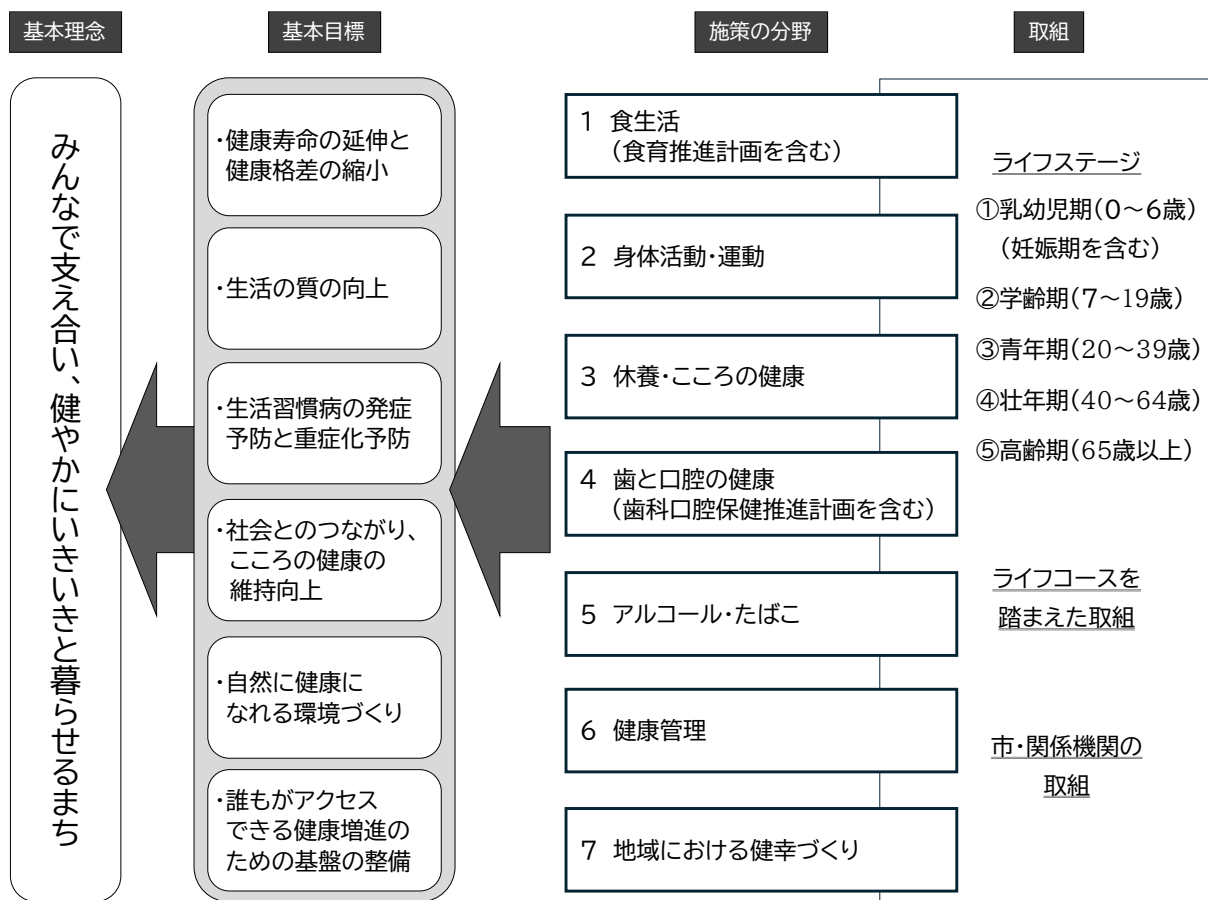 基本理念
基本目標
施策の分野
取組
みんなで支え合い、健やかにいきいきと暮らせるまち
・健康寿命の延伸と
健康格差の縮小
・生活の質の向上
・生活習慣病の発症
予防と重症化予防
・社会とのつながり、
こころの健康の
維持向上
・自然に健康に
なれる環境づくり
・誰もがアクセス
できる健康増進の
ための基盤の整備
1 食生活
（食育推進計画を含む）
2 身体活動・運動
3 休養・こころの健康
4 歯と口腔の健康
（歯科口腔保健推進計画を含む）
5 アルコール・たばこ
6 健康管理
7 地域における健幸づくり
ライフステージ
①乳幼児期（0～6歳）
（妊娠期を含む）
②学齢期（7～19歳）
③青年期（20～39歳）
④壮年期（40～64歳）
⑤高齢期（65歳以上）
ライフコースを
踏まえた取組
市・関係機関の
取組